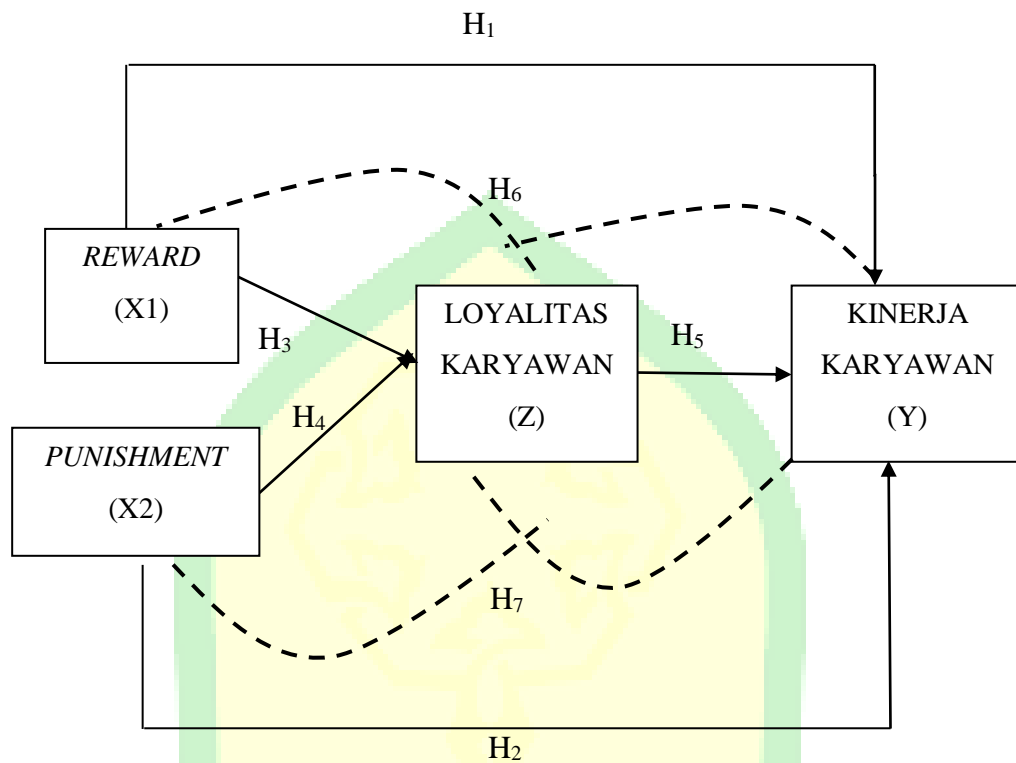 H₁
H₆
REWARD
(X1)
LOYALITAS
KARYAWAN
(Z)
KINERJA
KARYAWAN
(Y)
H₃
H₅
H₄
PUNISHMENT
(X2)
H₇
H₂